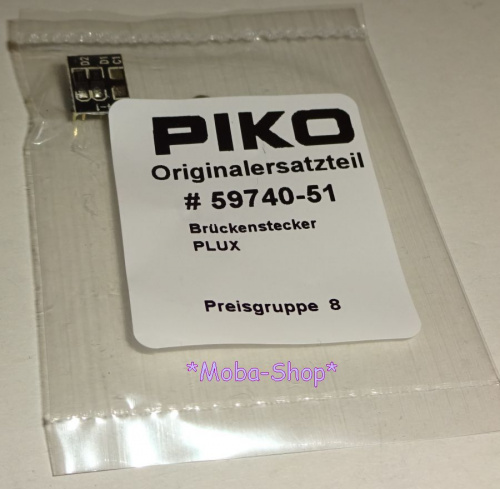 PIKO
Originalersatzteil
# 59740-51
Brückenstecker
PLUX
Preisgruppe 8
*Moba-Shop*